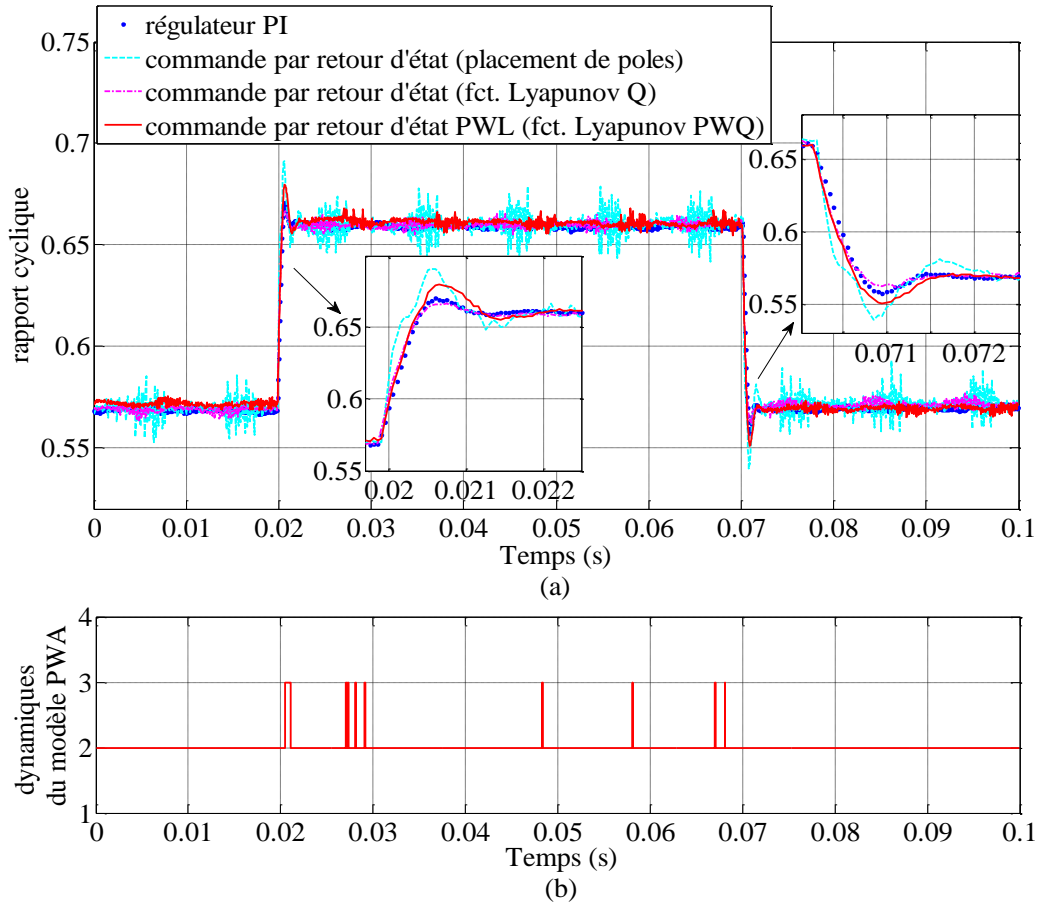 régulateur PI
commande par retour d'état (placement de poles)
commande par retour d'état (fct. Lyapunov Q)
commande par retour d'état PWL (fct. Lyapunov PWQ)
0.75
0.7
0.65
0.6
0.55
rapport cyclique
0.65
0.6
0.55
0.071 0.072
0.65
0.6
0.55
0.02 0.021 0.022
0 0.01 0.02 0.03 0.04 0.05 0.06 0.07 0.08 0.09 0.1
Temps (s)
(a)
4
3
2
1
dynamiques
du modèle PWA
0 0.01 0.02 0.03 0.04 0.05 0.06 0.07 0.08 0.09 0.1
Temps (s)
(b)